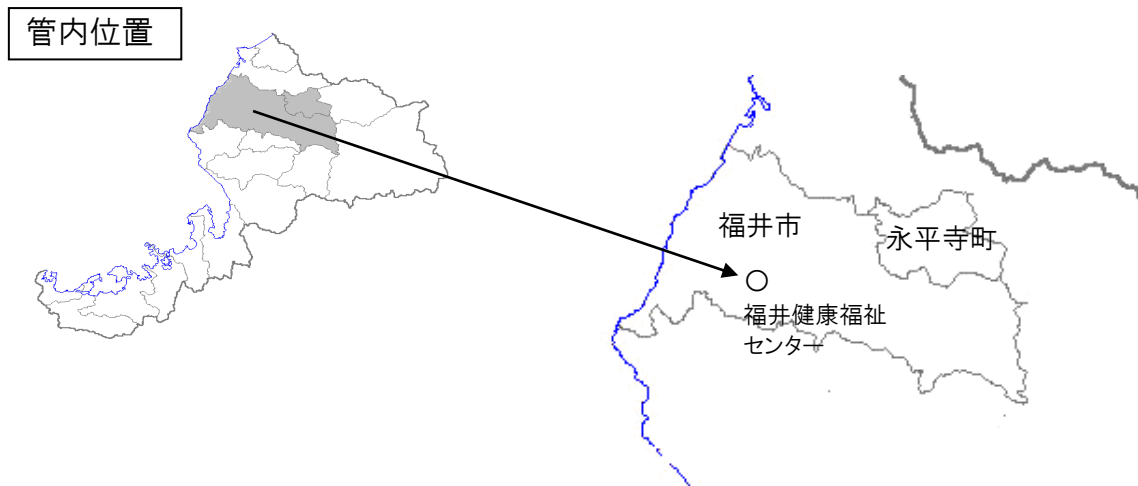 管内位置
福井市
永平寺町
福井健康福祉
センター